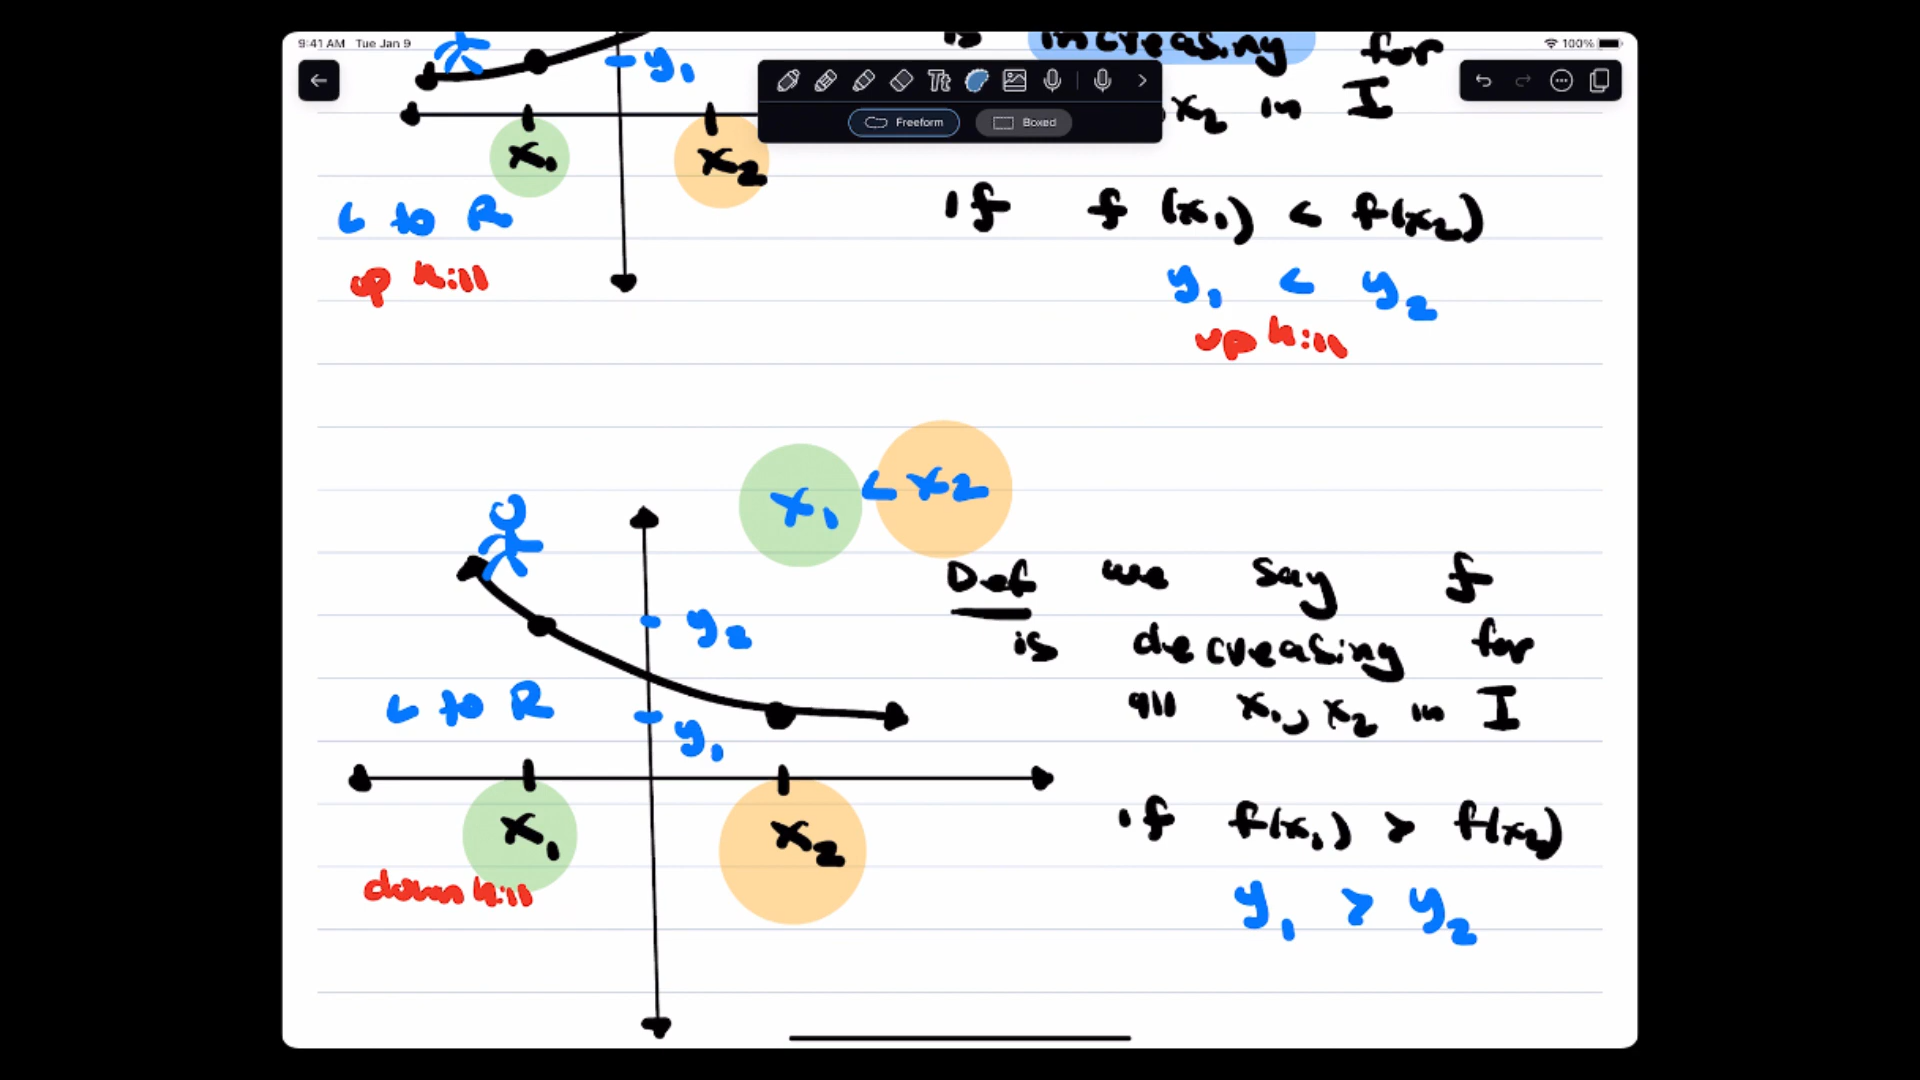 9:41 AM Tue Jan 9
100%
Freeform Boxed
is increasing for
x₂ in I
y₁
x₁ x₂
L to R
up hill
if f(x₁) < f(x₂)
y₁ < y₂
up hill
x₁ < x₂
Def we say f
is decreasing for
all x₁, x₂ in I
y₂
L to R
y₁
x₁ x₂
down hill
if f(x₁) > f(x₂)
y₁ > y₂